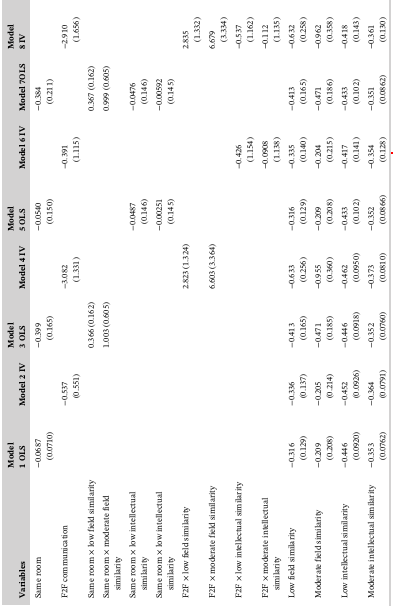 Model Model Model Model
Variables 1 OLS Model 2 IV 3 OLS Model 4 IV 5 OLS Model 6 IV Model 7OLS 8 IV
Same room −0.0687 −0.399 −0.0540 −0.384
(0.0710) (0.165) (0.150) (0.211)
F2F communication −0.537 −3.082 −0.391 −2.910
(0.551) (1.331) (1.115) (1.656)
Same room × low field similarity 0.366 (0.162) 0.367 (0.162)
Same room × moderate field 1.003 (0.605) 0.999 (0.605)
similarity
Same room × low intellectual −0.0487 −0.0476
similarity (0.146) (0.146)
Same room × low intellectual −0.00251 −0.00592
similarity (0.145) (0.145)
F2F × low field similarity 2.823 (1.324) 2.835
(1.332)
F2F × moderate field similarity 6.603 (3.364) 6.679
(3.334)
F2F × low intellectual similarity −0.426 −0.537
(1.154) (1.162)
F2F × moderate intellectual −0.0908 −0.112
similarity (1.138) (1.135)
Low field similarity −0.316 −0.336 −0.413 −0.633 −0.316 −0.335 −0.413 −0.632
(0.129) (0.137) (0.165) (0.256) (0.129) (0.140) (0.165) (0.258)
Moderate field similarity −0.209 −0.205 −0.471 −0.955 −0.209 −0.204 −0.471 −0.962
(0.208) (0.214) (0.185) (0.360) (0.208) (0.215) (0.186) (0.358)
Low intellectual similarity −0.446 −0.452 −0.446 −0.462 −0.433 −0.417 −0.433 −0.418
(0.0920) (0.0926) (0.0918) (0.0950) (0.102) (0.141) (0.102) (0.143)
Moderate intellectual similarity −0.353 −0.364 −0.352 −0.373 −0.352 −0.354 −0.351 −0.361
(0.0762) (0.0791) (0.0760) (0.0810) (0.0866) (0.128) (0.0862) (0.130)